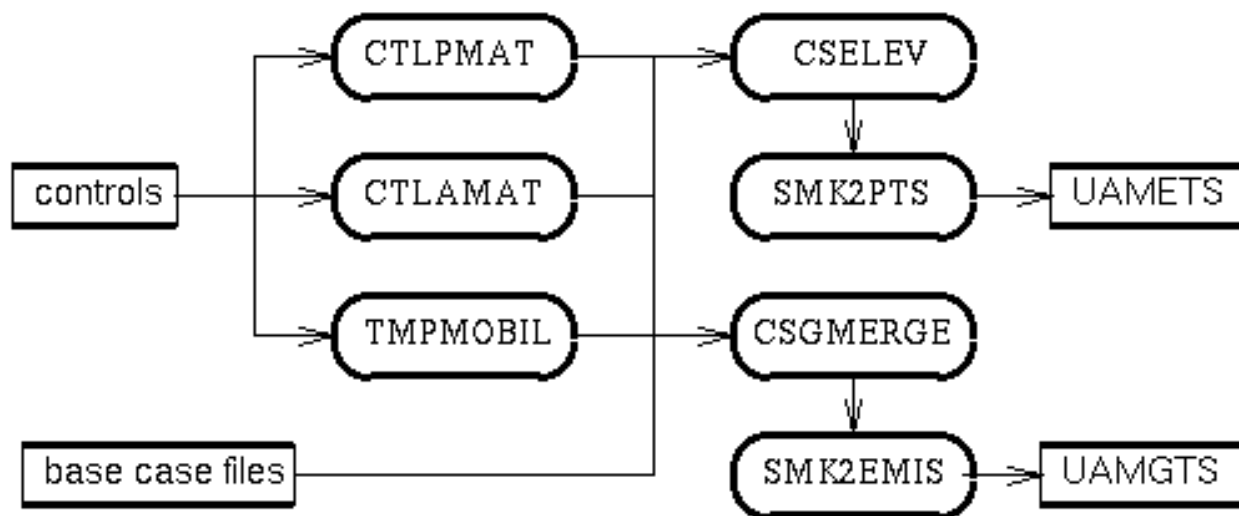 CTLPMAT
CSELEV
controls
CTLAMAT
SMK2PTS
UAMETS
TMPMOBIL
CSGMERGE
base case files
SMK2EMIS
UAMGTS